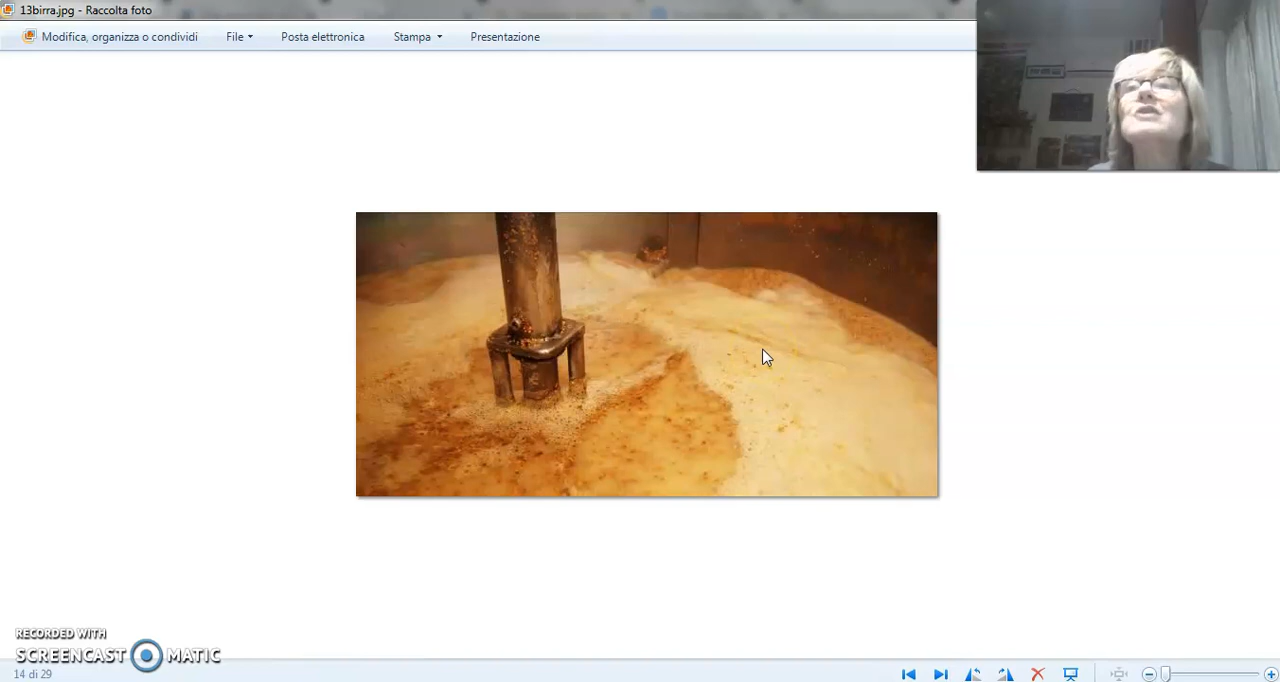 13birra.jpg - Raccolta foto
Modifica, organizza o condividi File Posta elettronica Stampa Presentazione
RECORDED WITH
SCREENCAST MATIC
14 di 29